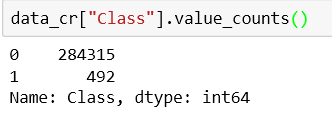 data_cr["Class"].value_counts()
0    284315
1       492
Name: Class, dtype: int64